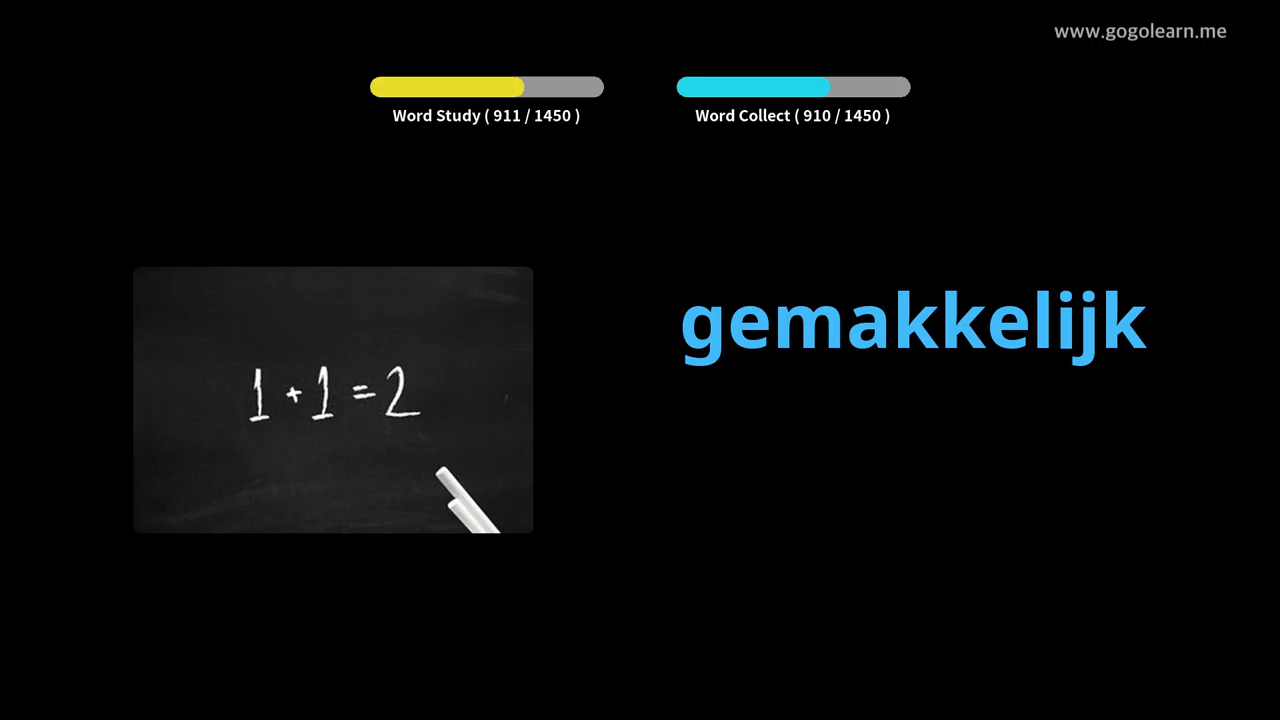 www.gogolearn.me
Word Study ( 911 / 1450 )
Word Collect ( 910 / 1450 )
gemakkelijk
1 + 1 = 2